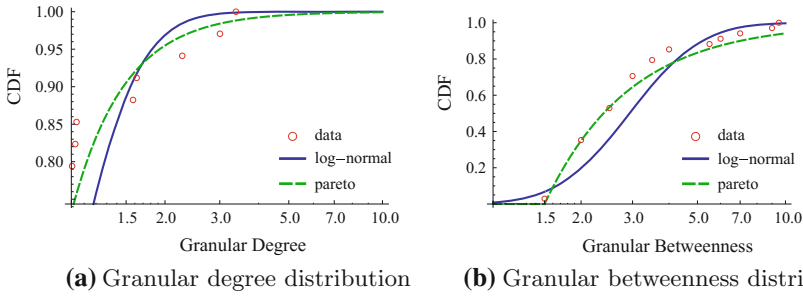 1.00
0.95
0.90
0.85
0.80
CDF
data
log-normal
pareto
1.5 2.0 3.0 5.0 7.0 10.0
Granular Degree
(a) Granular degree distribution
1.0
0.8
0.6
0.4
0.2
CDF
data
log-normal
pareto
1.5 2.0 3.0 5.0 7.0 10.0
Granular Betweenness
(b) Granular betweenness distri